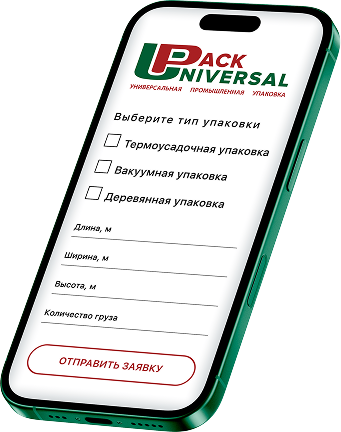 UPACK
UNIVERSAL
УНИВЕРСАЛЬНАЯ ПРОМЫШЛЕННАЯ УПАКОВКА
Выберите тип упаковки
Термоусадочная упаковка
Вакуумная упаковка
Деревянная упаковка
Длина, м
Ширина, м
Высота, м
Количество груза
ОТПРАВИТЬ ЗАЯВКУ